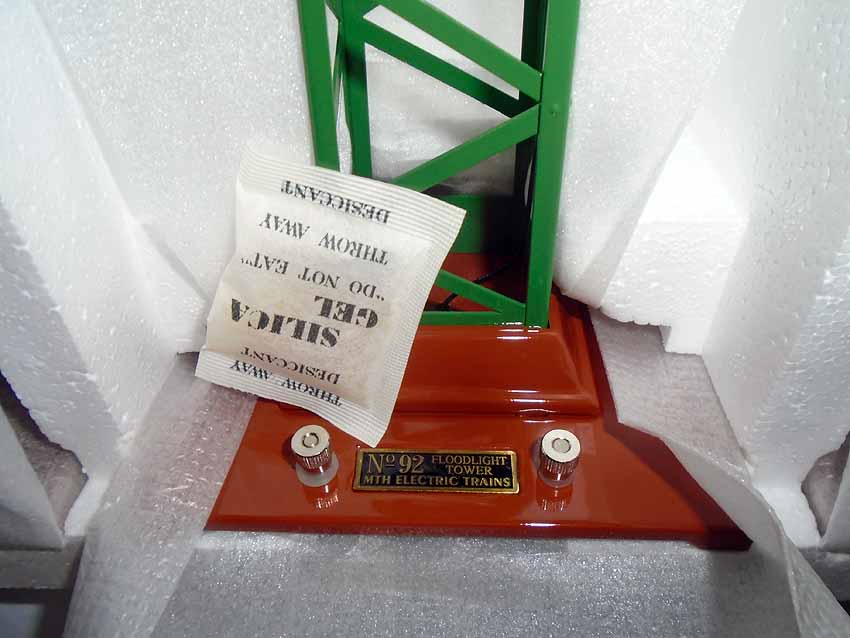 THROW AWAY
DESICCANT
SILICA
GEL
"DO NOT EAT"
THROW AWAY
DESICCANT
Nº 92 FLOODLIGHT
TOWER
MTH ELECTRIC TRAINS